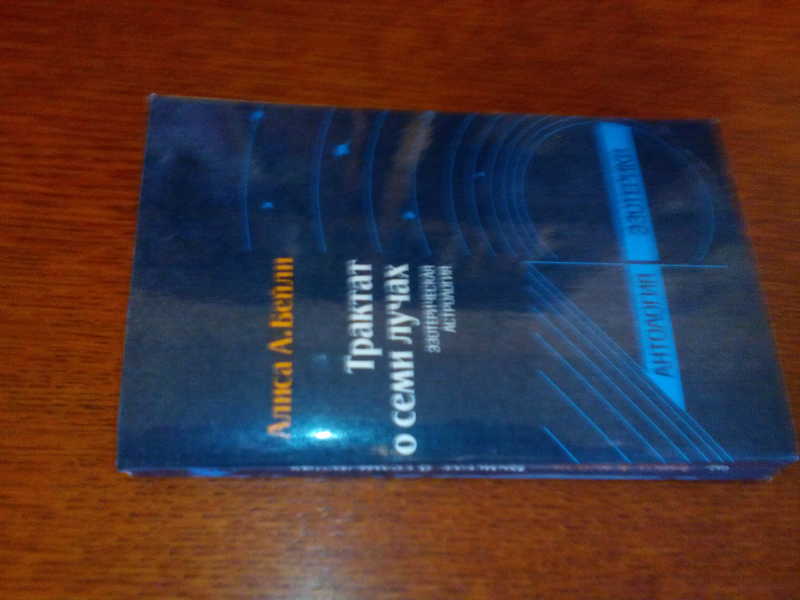 Алиса А. Бейли
Трактат
о семи лучах
ЭЗОТЕРИЧЕСКАЯ
АСТРОЛОГИЯ
АНТОЛОГИЯ ЭЗОТЕРИКИ